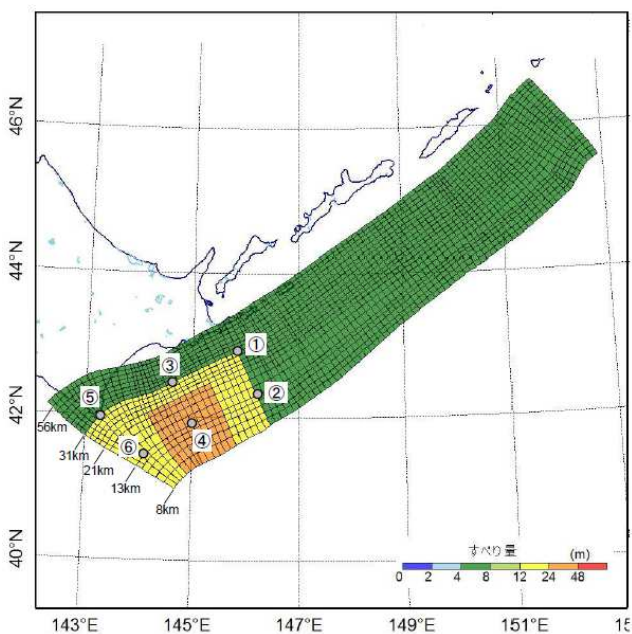 46°N
44°N
42°N
40°N
①
②
③
④
⑤
⑥
56km
31km
21km
13km
8km
すべり量 (m)
0 2 4 8 12 24 48
143°E 145°E 147°E 149°E 151°E 15